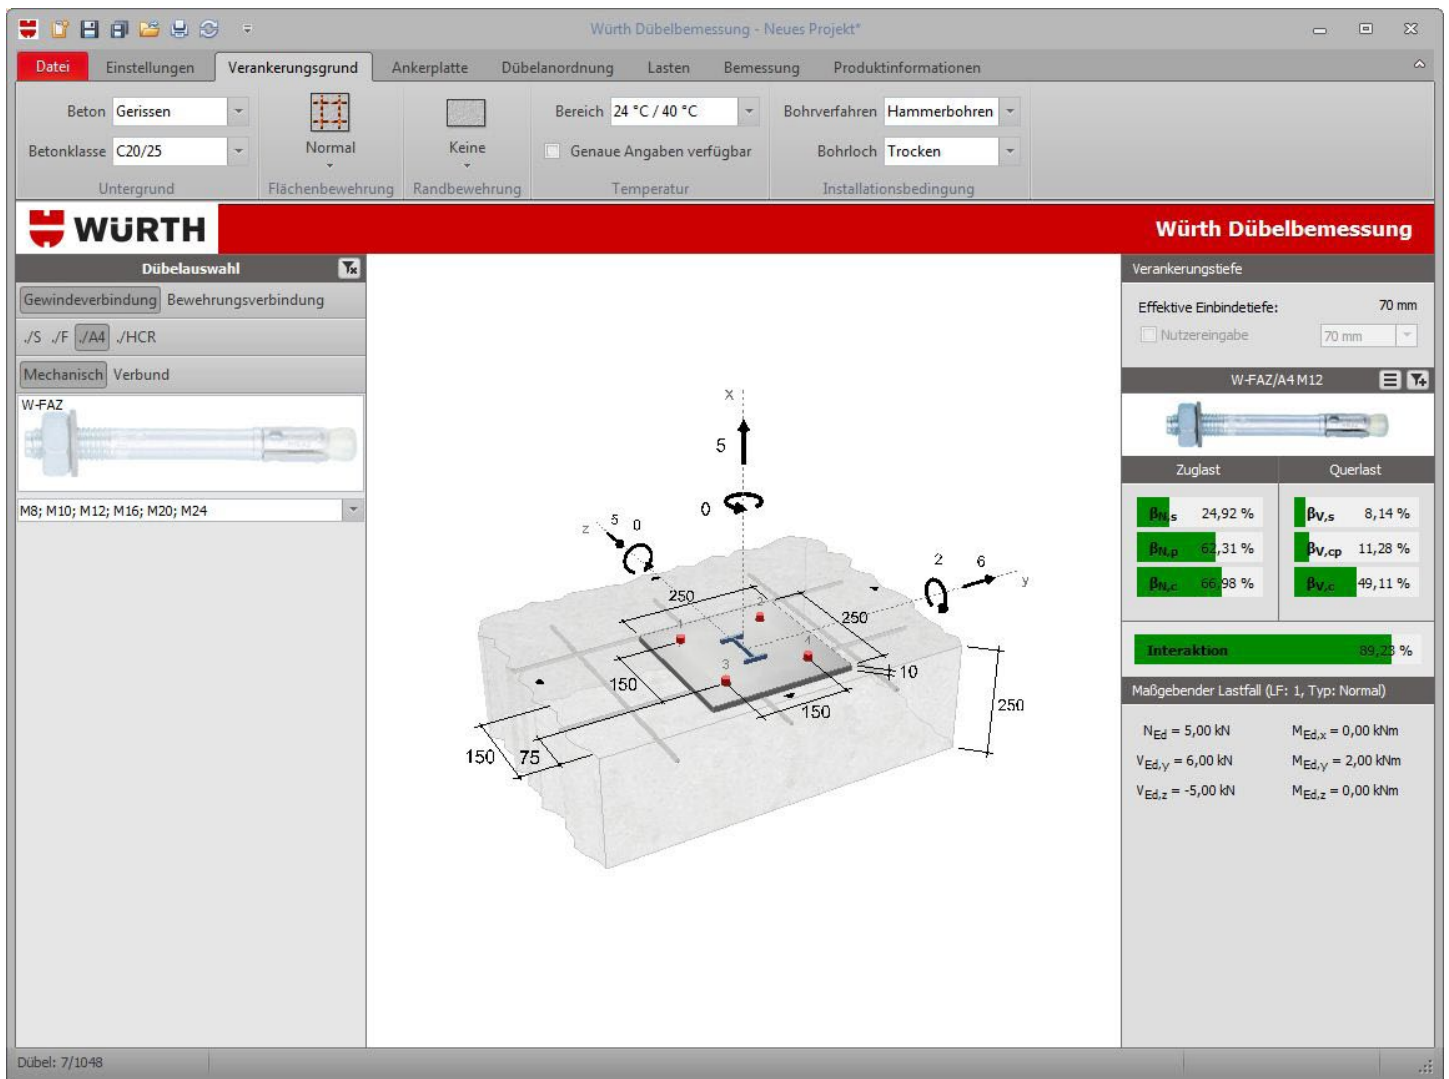 Würth Dübelbemessung - Neues Projekt*
Datei Einstellungen Verankerungsgrund Ankerplatte Dübelanordnung Lasten Bemessung Produktinformationen
Beton Gerissen
Betonklasse C20/25
Untergrund
Normal
Flächenbewehrung
Keine
Randbewehrung
Bereich 24 °C / 40 °C
Genaue Angaben verfügbar
Temperatur
Bohrverfahren Hammerbohren
Bohrloch Trocken
Installationsbedingung
WÜRTH
Würth Dübelbemessung
Dübelauswahl
Gewindeverbindung Bewehrungsverbindung
./S ./F ./A4 ./HCR
Mechanisch Verbund
W-FAZ
M8; M10; M12; M16; M20; M24
x
5
0
z 5 0
2 6
y
250
250
1
2
3
4
10
150
150
250
150 75
Verankerungstiefe
Effektive Einbindetiefe: 70 mm
Nutzereingabe 70 mm
W-FAZ/A4 M12
Zuglast Querlast
βN,s 24,92 % βV,s 8,14 %
βN,p 62,31 % βV,cp 11,28 %
βN,c 66,98 % βV,c 49,11 %
Interaktion 89,23 %
Maßgebender Lastfall (LF: 1, Typ: Normal)
NEd = 5,00 kN MEd,x = 0,00 kNm
VEd,y = 6,00 kN MEd,y = 2,00 kNm
VEd,z = -5,00 kN MEd,z = 0,00 kNm
Dübel: 7/1048